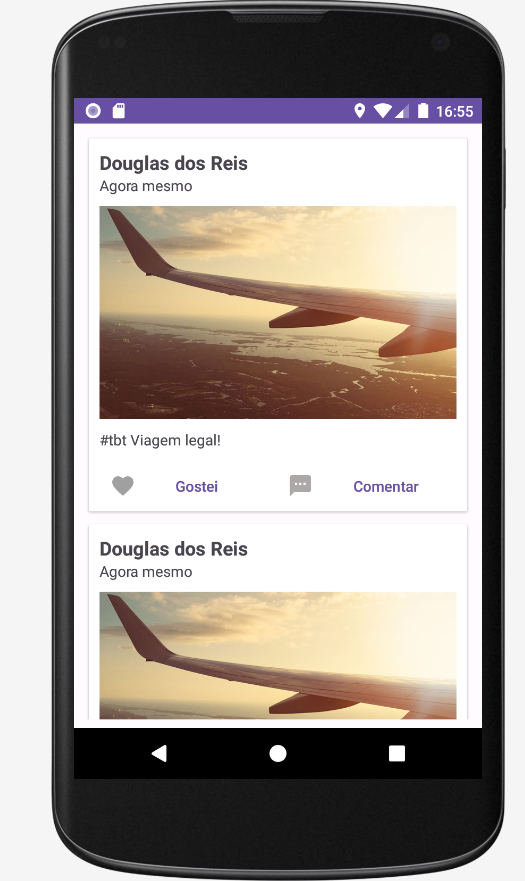 16:55
Douglas dos Reis
Agora mesmo
#tbt Viagem legal!
Gostei Comentar
Douglas dos Reis
Agora mesmo